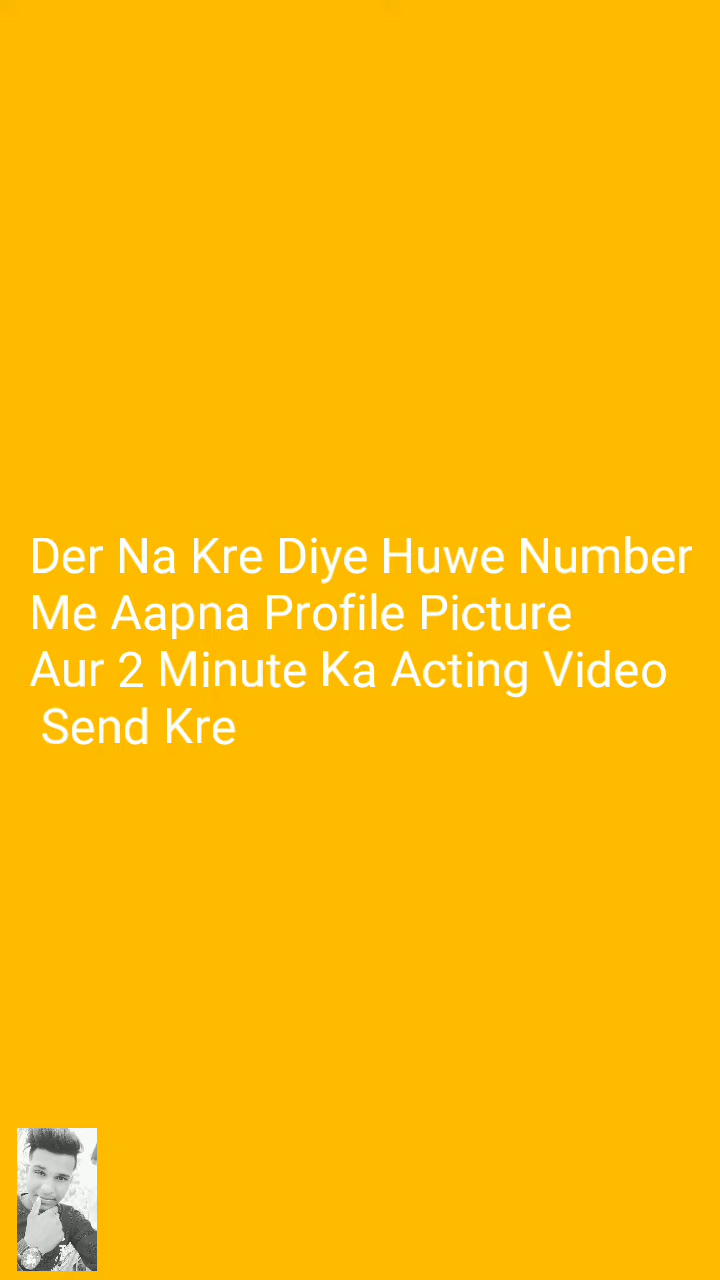 Der Na Kre Diye Huwe Number
Me Aapna Profile Picture
Aur 2 Minute Ka Acting Video
Send Kre